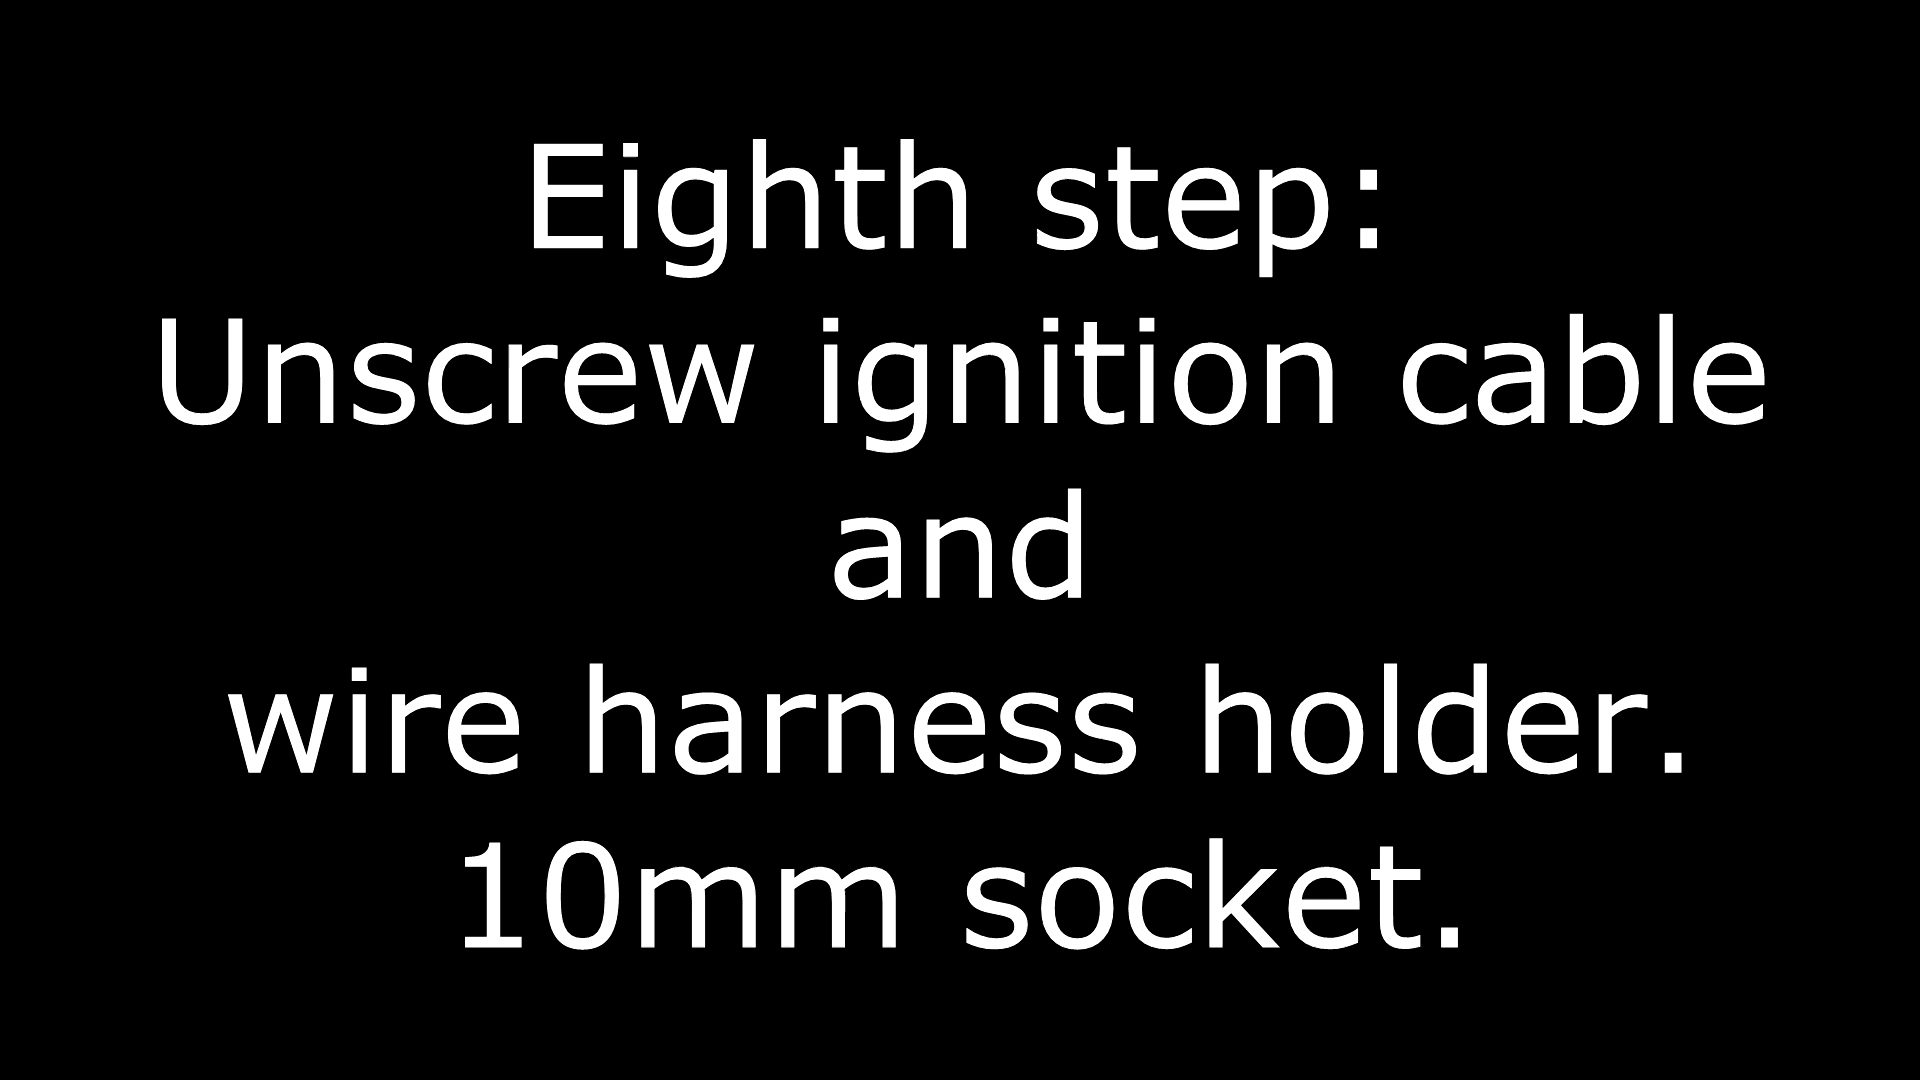 Eighth step:
Unscrew ignition cable
and
wire harness holder.
10mm socket.